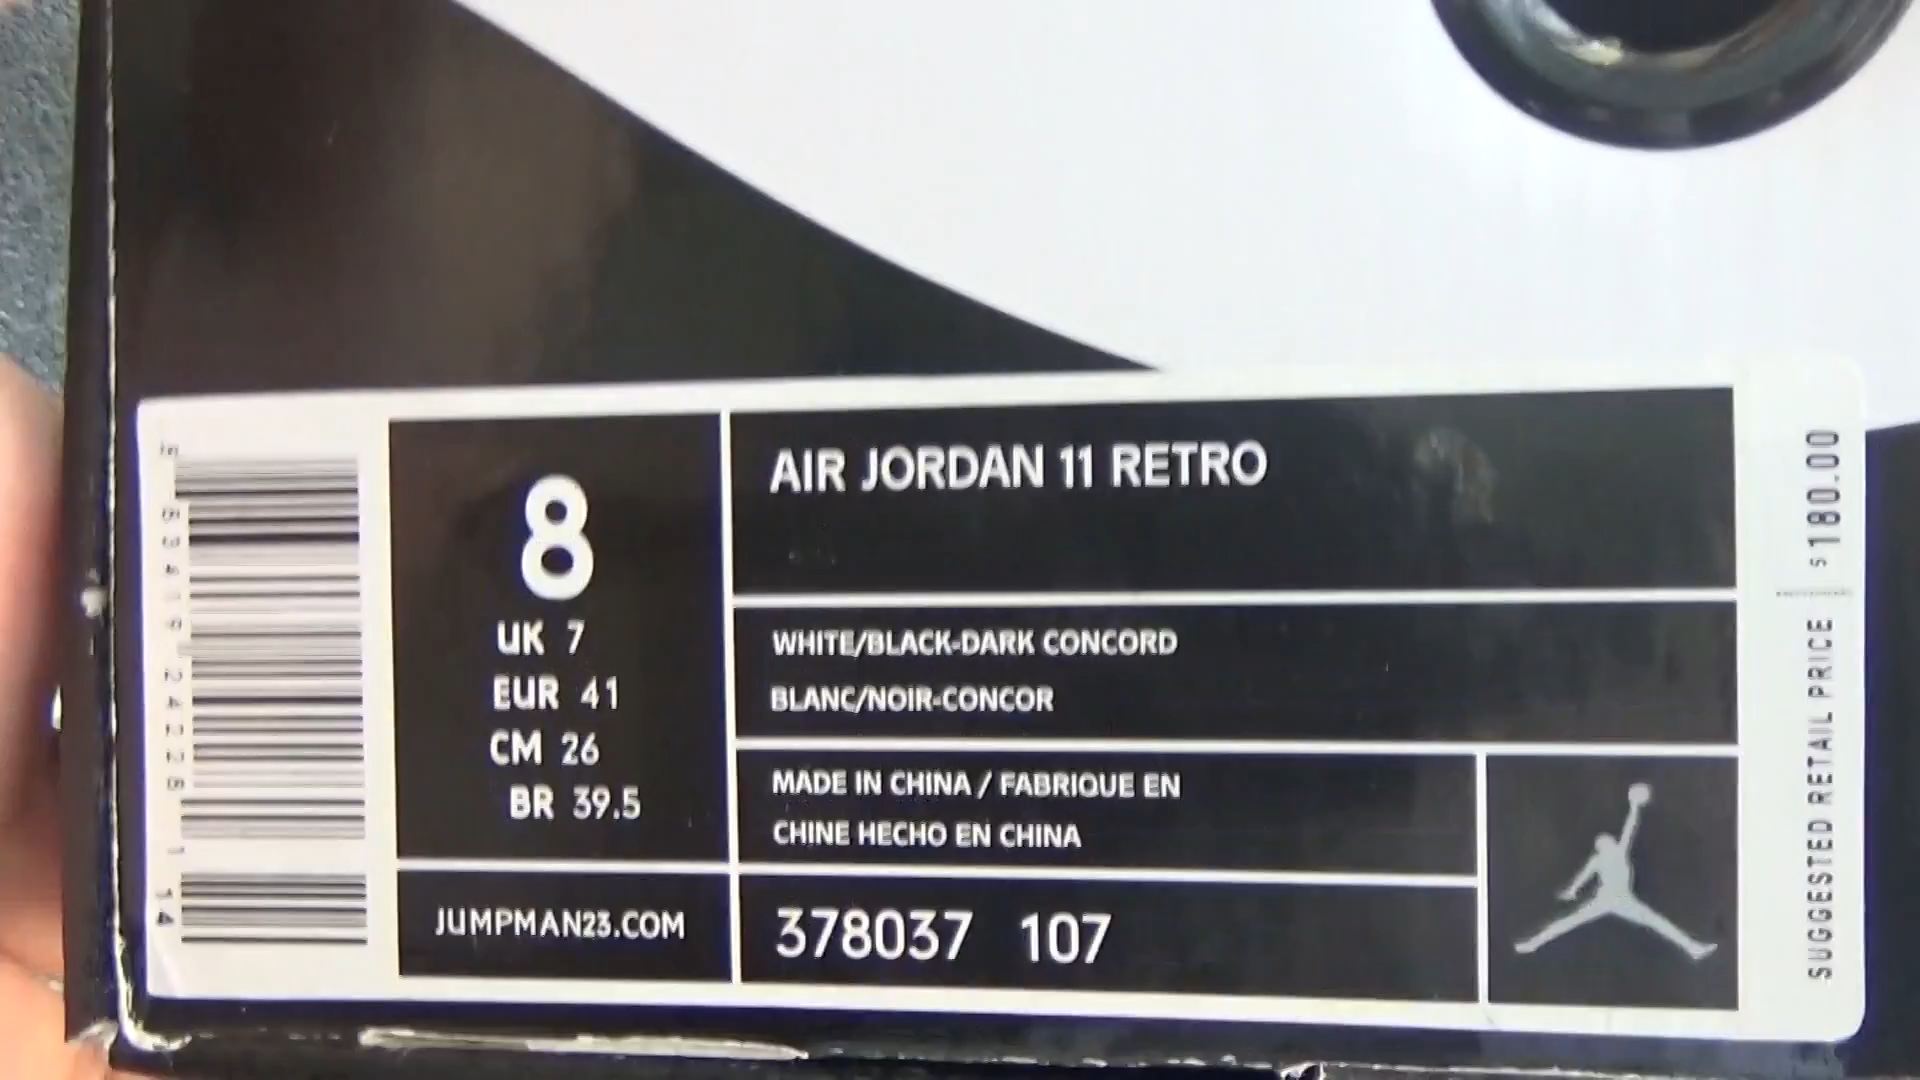 8
UK 7
EUR 41
CM 26
BR 39.5
JUMPMAN23.COM
AIR JORDAN 11 RETRO
WHITE/BLACK-DARK CONCORD
BLANC/NOIR-CONCOR
MADE IN CHINA / FABRIQUE EN
CHINE HECHO EN CHINA
378037 107
SUGGESTED RETAIL PRICE
$180.00
14